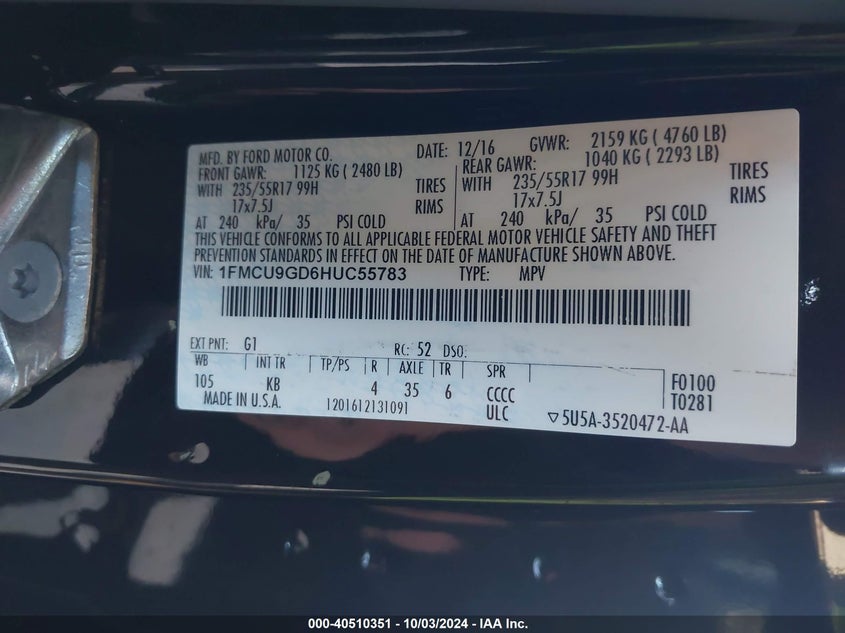 MFD. BY FORD MOTOR CO. DATE: 12/16 GVWR: 2159 KG ( 4760 LB)
FRONT GAWR: 1125 KG ( 2480 LB) REAR GAWR: 1040 KG ( 2293 LB)
WITH 235/55R17 99H TIRES WITH 235/55R17 99H TIRES
17x7.5J RIMS 17x7.5J RIMS
AT 240 kPa/ 35 PSI COLD AT 240 kPa/ 35 PSI COLD
THIS VEHICLE CONFORMS TO ALL APPLICABLE FEDERAL MOTOR VEHICLE SAFETY AND THEFT
PREVENTION STANDARDS IN EFFECT ON THE DATE OF MANUFACTURE SHOWN ABOVE.
VIN: 1FMCU9GD6HUC55783 TYPE: MPV
EXT PNT: G1 RC: 52 DSO:
WB INT TR TP/PS R AXLE TR SPR F0100
105 KB 4 35 6 CCCC T0281
MADE IN U.S.A. 1201612131091 ULC ▽5U5A-3520472-AA
000-40510351 - 10/03/2024 - IAA Inc.